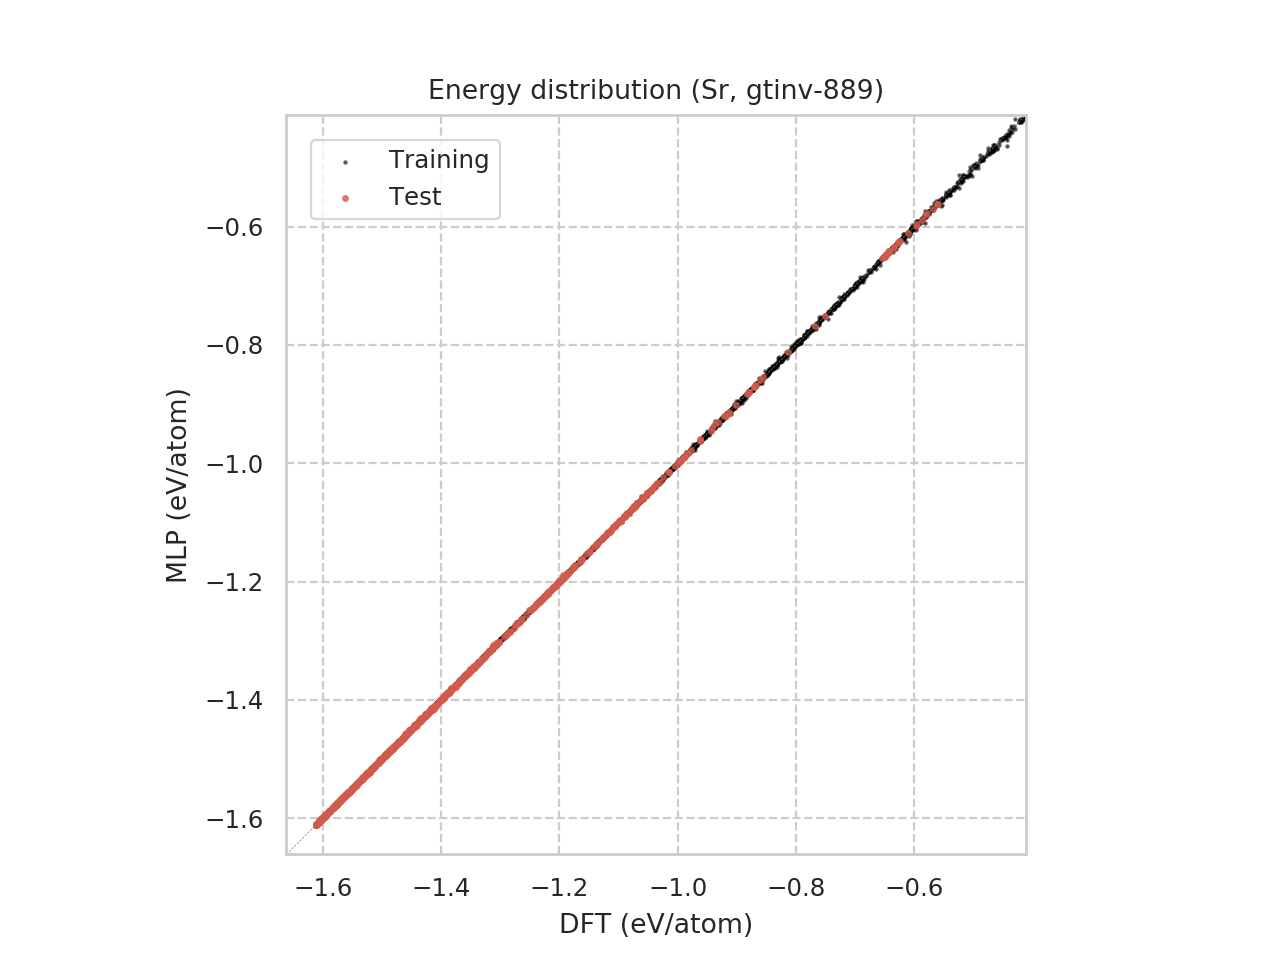 Energy distribution (Sr, gtinv-889)
Training
Test
−0.6
−0.8
−1.0
−1.2
−1.4
−1.6
MLP (eV/atom)
−1.6 −1.4 −1.2 −1.0 −0.8 −0.6
DFT (eV/atom)